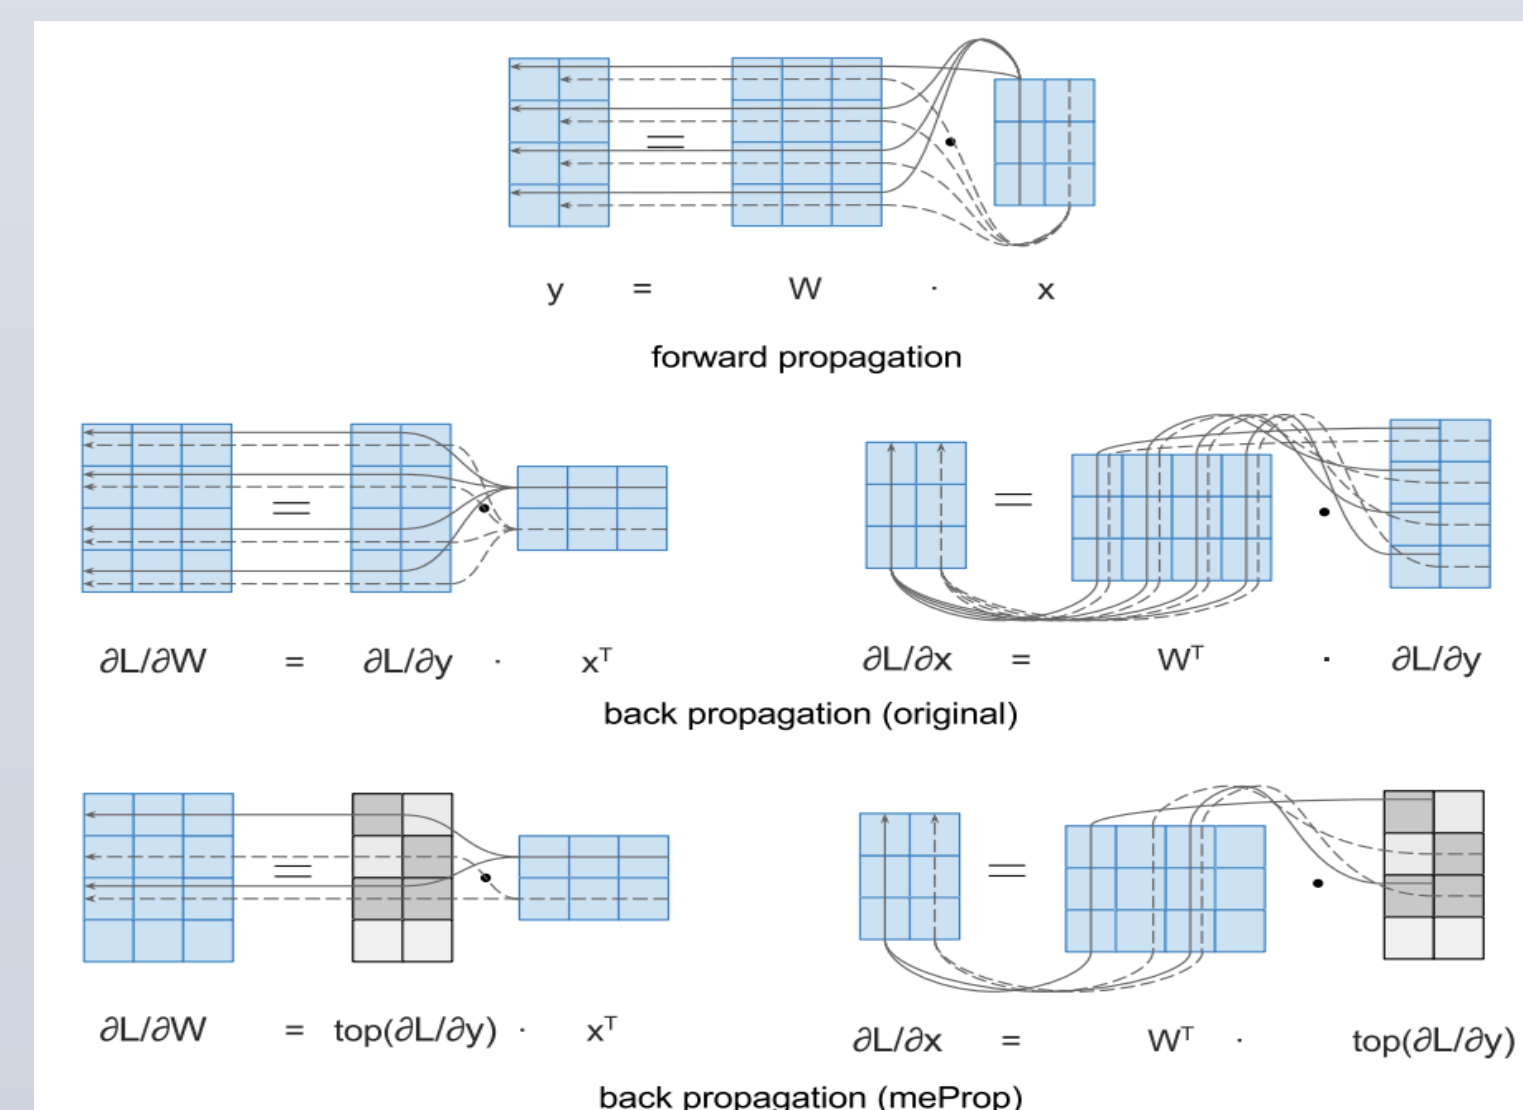 y = W · x
forward propagation
∂L/∂W = ∂L/∂y · xᵀ
∂L/∂x = Wᵀ · ∂L/∂y
back propagation (original)
∂L/∂W = top(∂L/∂y) · xᵀ
∂L/∂x = Wᵀ · top(∂L/∂y)
back propagation (meProp)